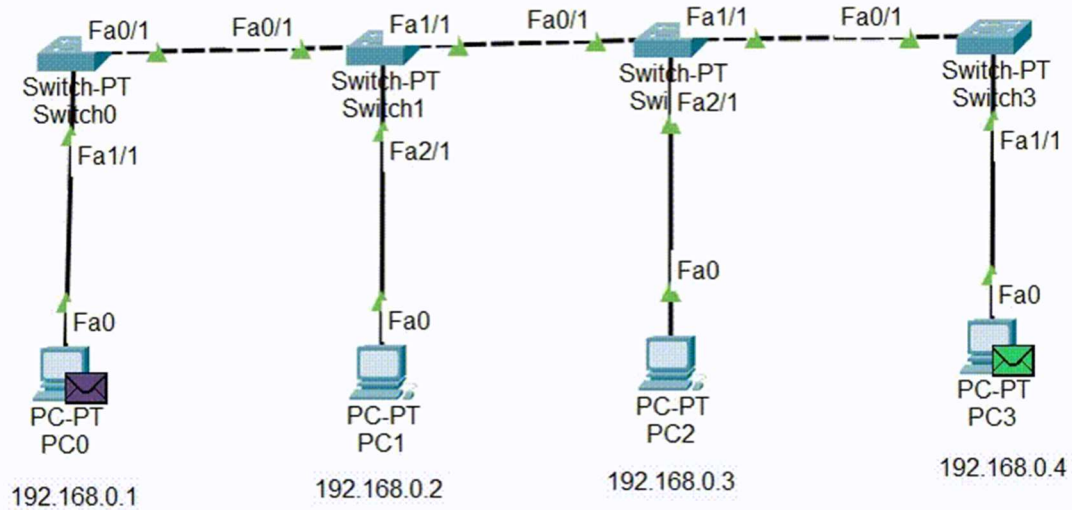 Fa0/1
Fa0/1
Fa1/1
Fa0/1
Fa1/1
Fa0/1
Switch-PT
Switch0
Switch-PT
Switch1
Switch-PT
Swi
Fa2/1
Switch-PT
Switch3
Fa1/1
Fa2/1
Fa1/1
Fa0
Fa0
Fa0
Fa0
PC-PT
PC0
PC-PT
PC1
PC-PT
PC2
PC-PT
PC3
192.168.0.1
192.168.0.2
192.168.0.3
192.168.0.4